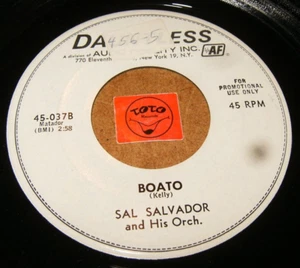 DA
ESS
456-5
A division of AU
ITY INC.
770 Eleventh
New York 19, N.Y.
AF
FOR
PROMOTIONAL
USE ONLY
45-037B
Matador
(BMI) 2:58
45 RPM
TOTO
BOATO
(Kelly)
SAL SALVADOR
and His Orch.